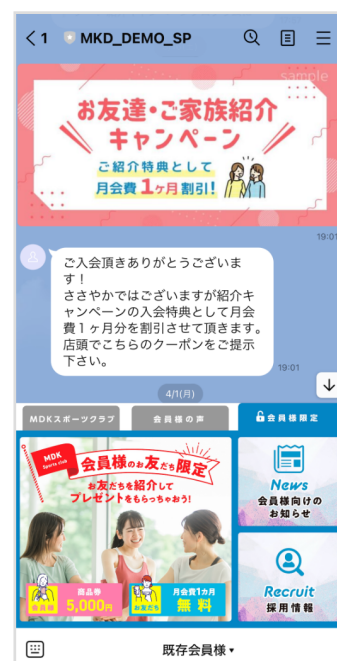 1 MKD_DEMO_SP
sample
お友達・ご家族紹介
キャンペーン
ご紹介特典として
月会費1ヶ月割引!
19:01
ご入会頂きありがとうございま
す!
ささやかではございますが紹介キ
ャンペーンの入会特典として月会
費1ヶ月分を割引させて頂きます。
店頭でこちらのクーポンをご提示
下さい。
19:01
4/1(月)
MDKスポーツクラブ
会員様の声
会員様限定
MDK
Sports club
会員様のお友だち限定
お友だちを紹介して
プレゼントをもらっちゃおう!
会員様
商品券
5,000円
お友だち
月会費1カ月
無料
News
会員様向けの
お知らせ
Recruit
採用情報
既存会員様▾